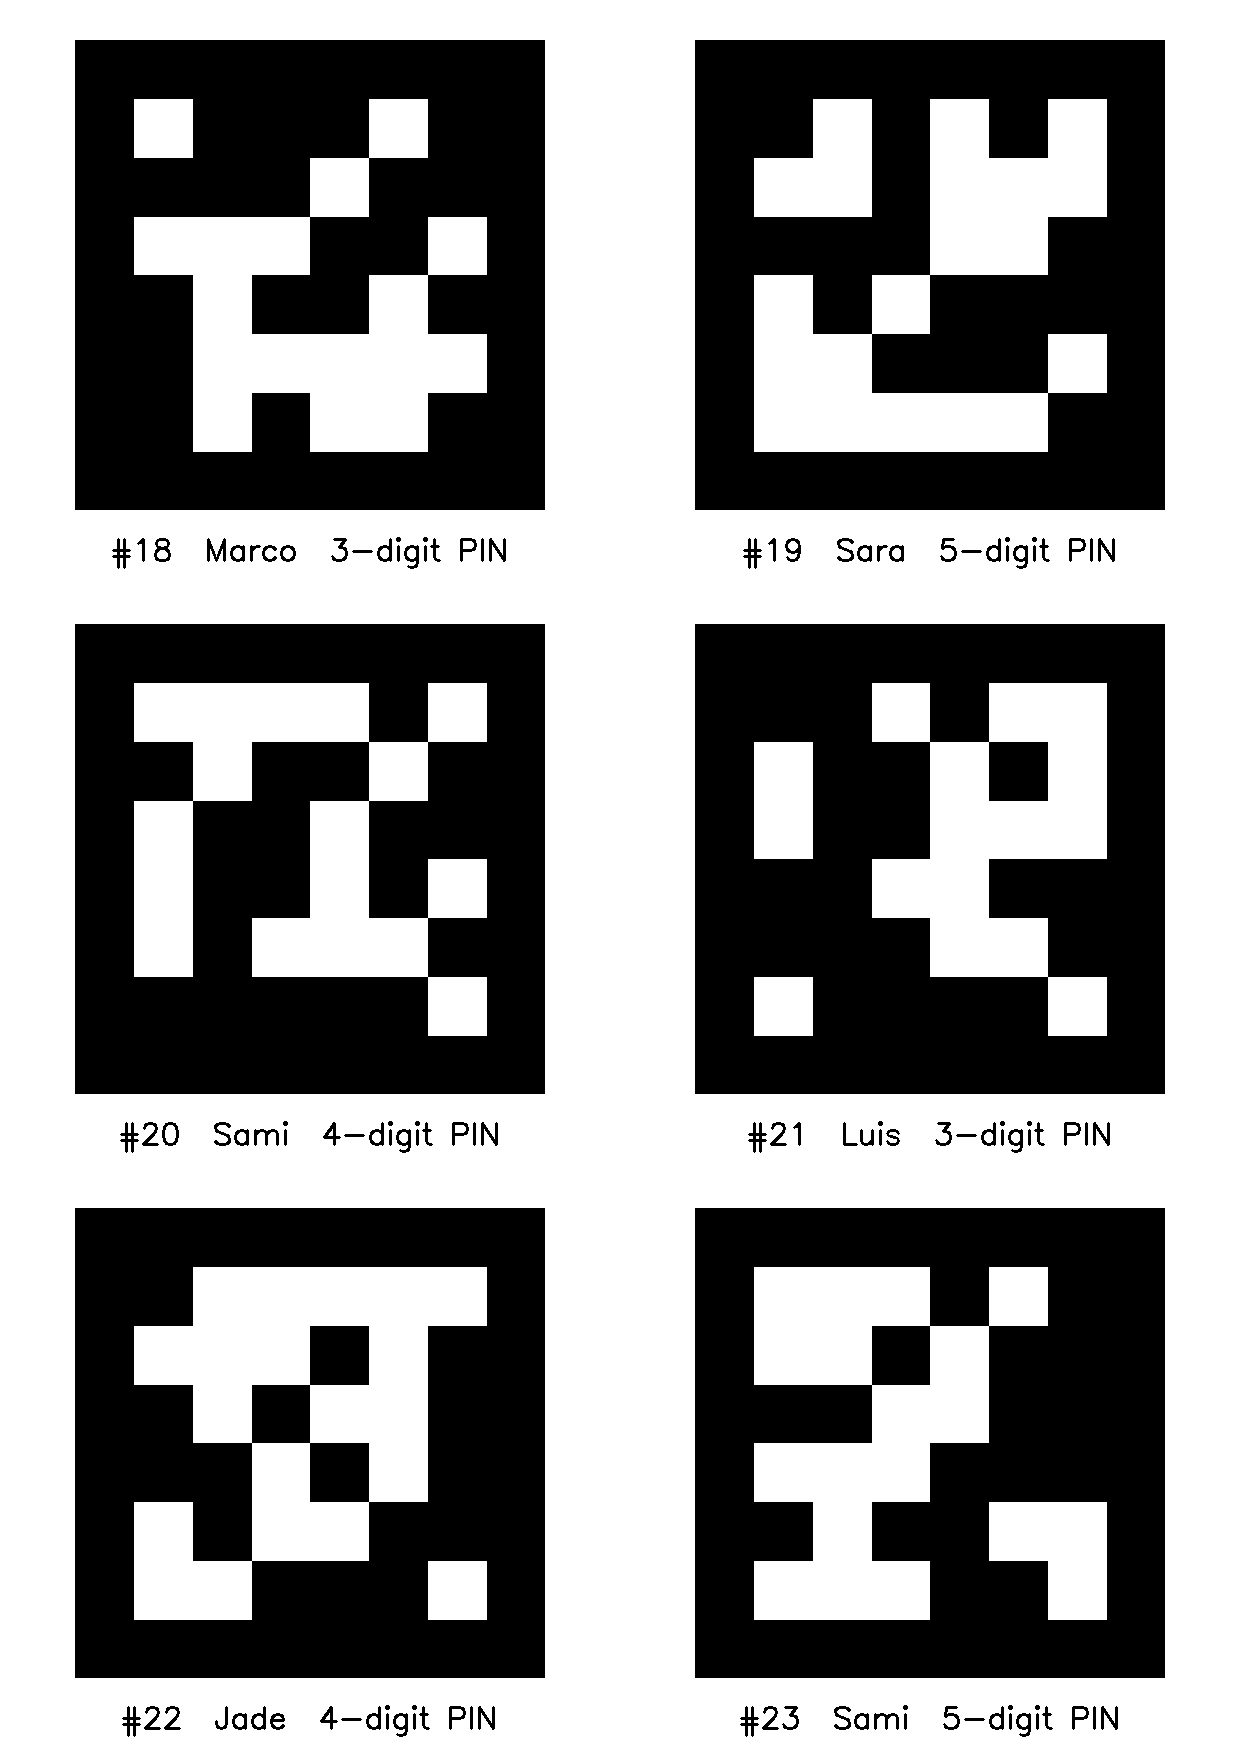 #18 Marco 3-digit PIN
#19 Sara 5-digit PIN
#20 Sami 4-digit PIN
#21 Luis 3-digit PIN
#22 Jade 4-digit PIN
#23 Sami 5-digit PIN